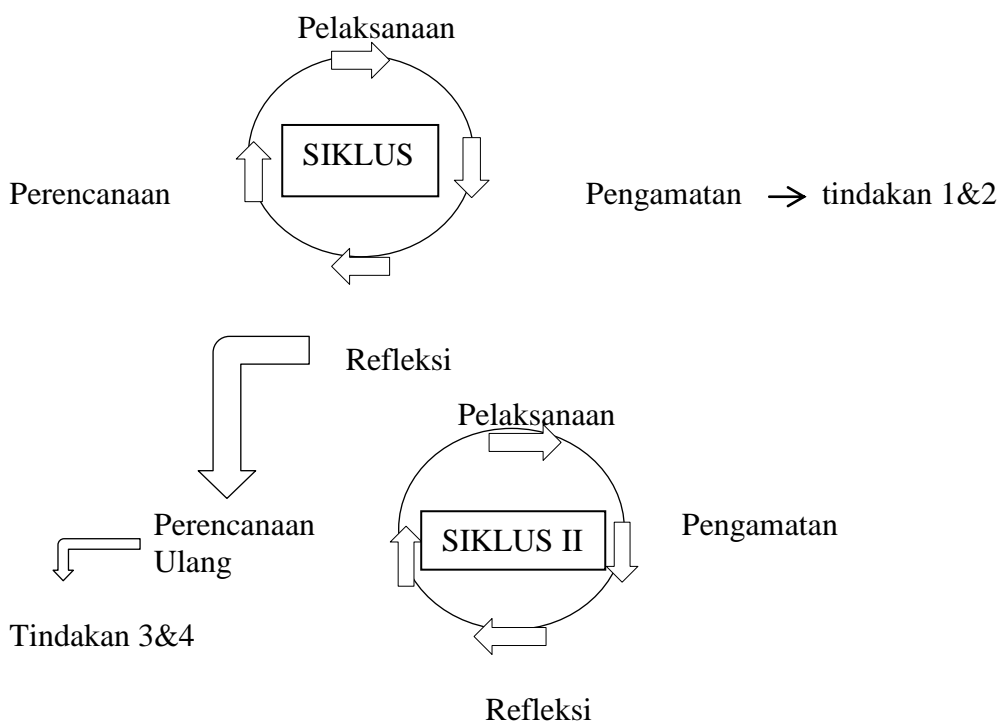 Pelaksanaan
SIKLUS
Perencanaan
Pengamatan → tindakan 1&2
Refleksi
Pelaksanaan
Perencanaan
Ulang
SIKLUS II
Pengamatan
Tindakan 3&4
Refleksi